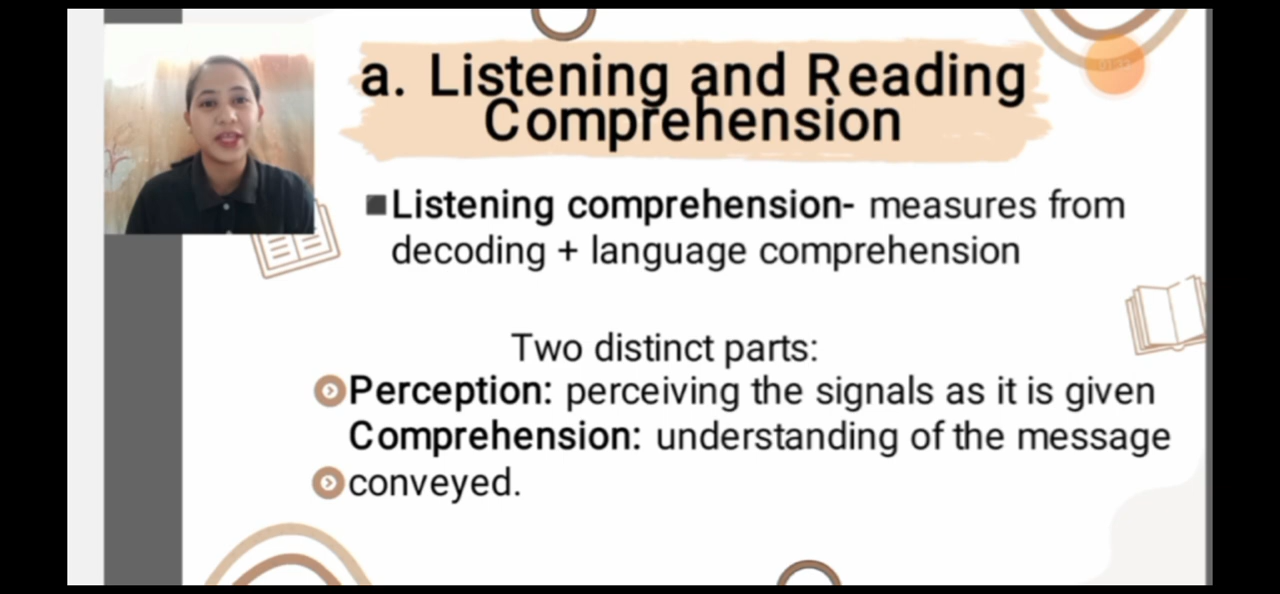 a. Listening and Reading
Comprehension
Listening comprehension- measures from
decoding + language comprehension
Two distinct parts:
Perception: perceiving the signals as it is given
Comprehension: understanding of the message
conveyed.